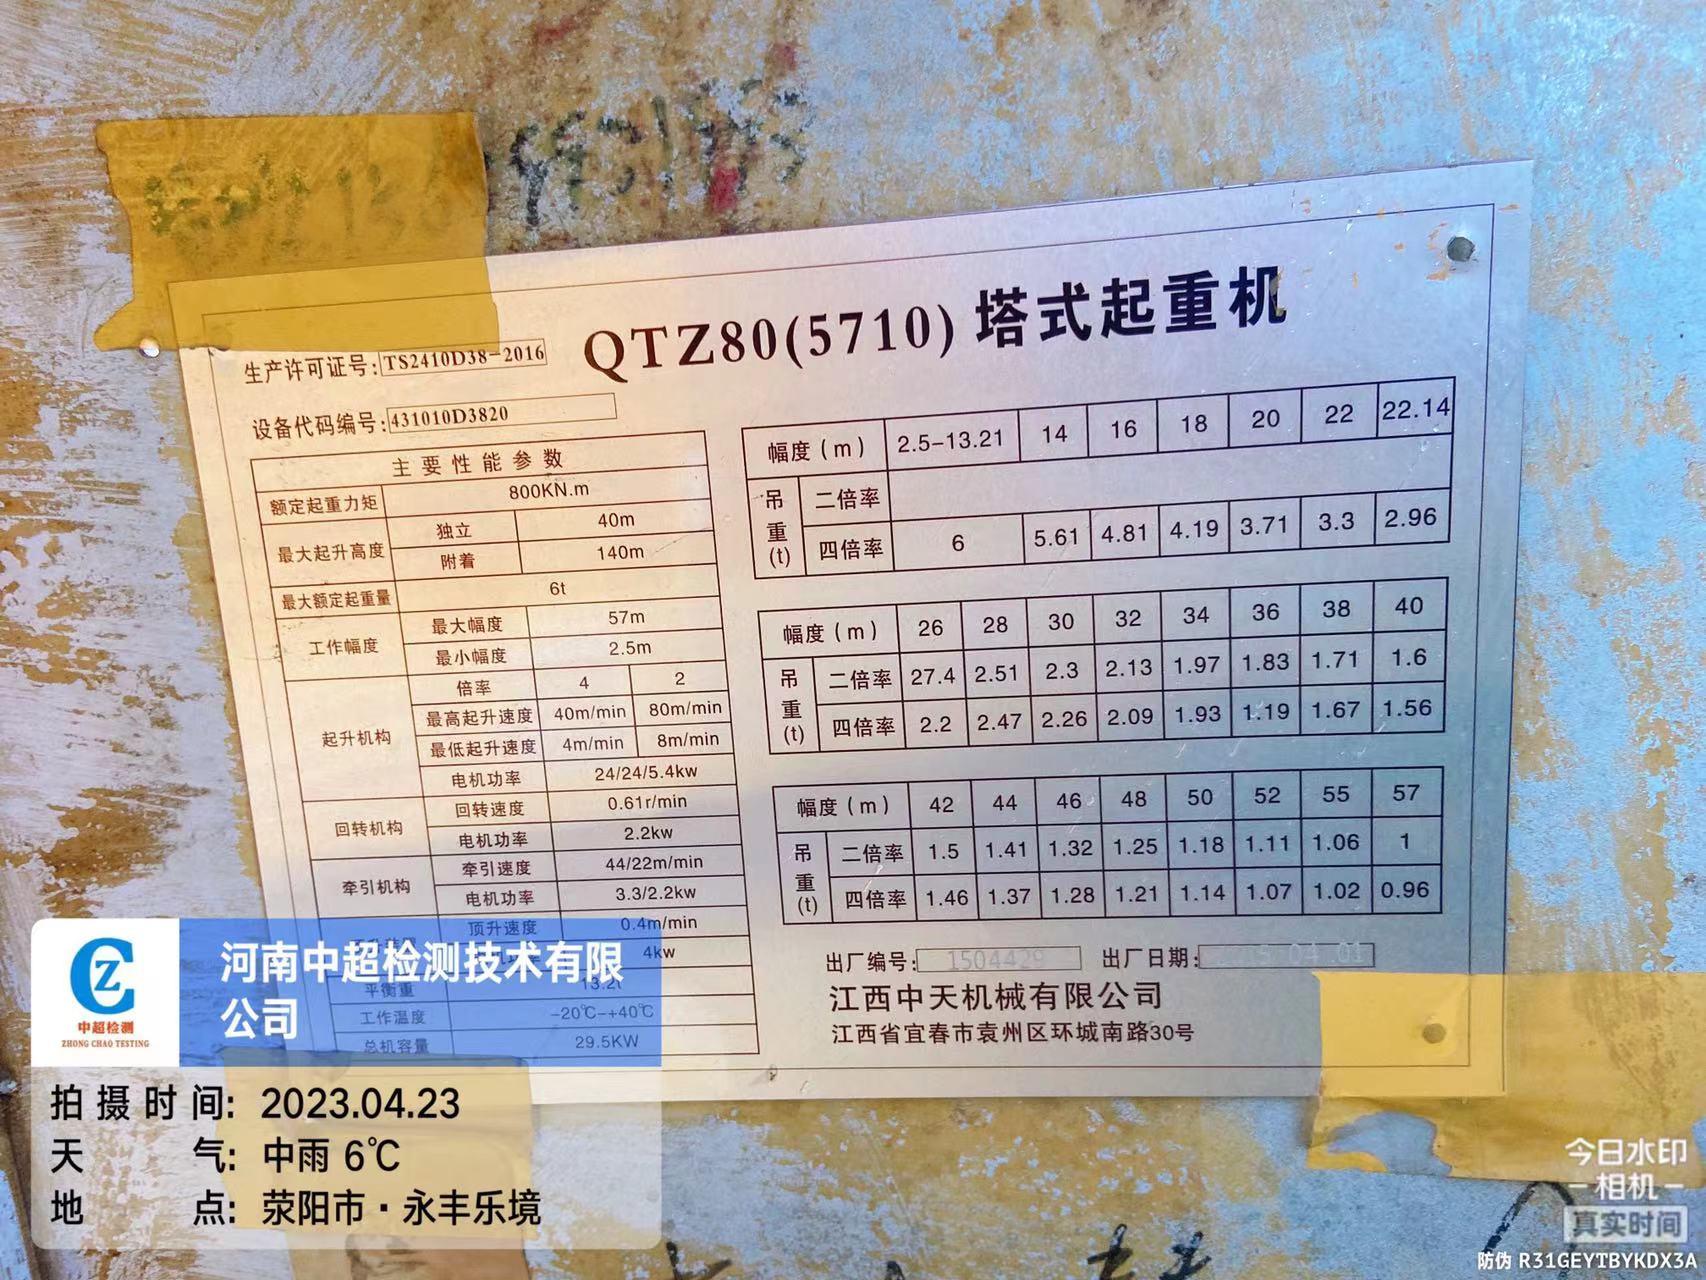 QTZ80(5710) 塔式起重机
生产许可证号: TS2410D38-2016
设备代码编号: 431010D3820
主要性能参数
额定起重力矩 800KN.m
最大起升高度 独立 40m
附着 140m
最大额定起重量 6t
工作幅度 最大幅度 57m
最小幅度 2.5m
起升机构 倍率 4 2
最高起升速度 40m/min 80m/min
最低起升速度 4m/min 8m/min
电机功率 24/24/5.4kw
回转机构 回转速度 0.61r/min
电机功率 2.2kw
牵引机构 牵引速度 44/22m/min
电机功率 3.3/2.2kw
顶升速度 0.4m/min
4kw
平衡重 13.2t
工作温度 -20℃-+40℃
总机容量 29.5KW
幅度(m) 2.5-13.21 14 16 18 20 22 22.14
吊重(t) 二倍率
四倍率 6 5.61 4.81 4.19 3.71 3.3 2.96
幅度(m) 26 28 30 32 34 36 38 40
吊重(t) 二倍率 27.4 2.51 2.3 2.13 1.97 1.83 1.71 1.6
四倍率 2.2 2.47 2.26 2.09 1.93 1.19 1.67 1.56
幅度(m) 42 44 46 48 50 52 55 57
吊重(t) 二倍率 1.5 1.41 1.32 1.25 1.18 1.11 1.06 1
四倍率 1.46 1.37 1.28 1.21 1.14 1.07 1.02 0.96
出厂编号: 1504429 出厂日期:
江西中天机械有限公司
江西省宜春市袁州区环城南路30号
CZ
中超检测
ZHONG CHAO TESTING
河南中超检测技术有限
公司
拍摄时间: 2023.04.23
天气: 中雨 6℃
地点: 荥阳市·永丰乐境
今日水印
相机
真实时间
防伪 R31GEYTBYKDX3A